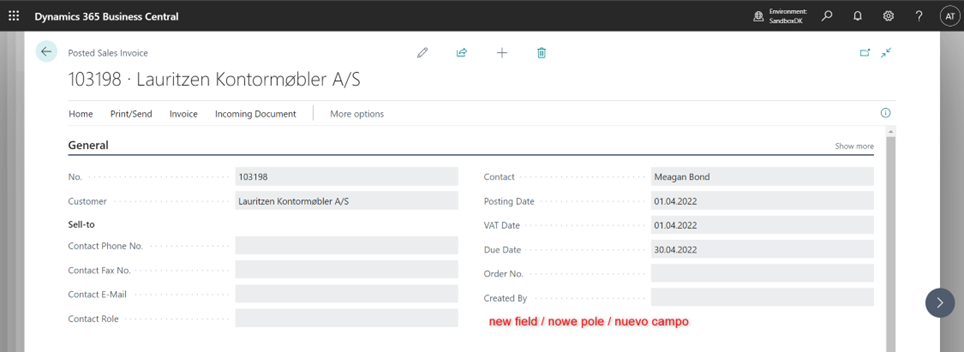 Dynamics 365 Business Central
Environment:
SandboxDK
?
AT
Posted Sales Invoice
103198 · Lauritzen Kontormøbler A/S
Home Print/Send Invoice Incoming Document More options
General
Show more
No. 103198
Customer Lauritzen Kontormøbler A/S
Sell-to
Contact Phone No.
Contact Fax No.
Contact E-Mail
Contact Role
Contact Meagan Bond
Posting Date 01.04.2022
VAT Date 01.04.2022
Due Date 30.04.2022
Order No.
Created By
new field / nowe pole / nuevo campo